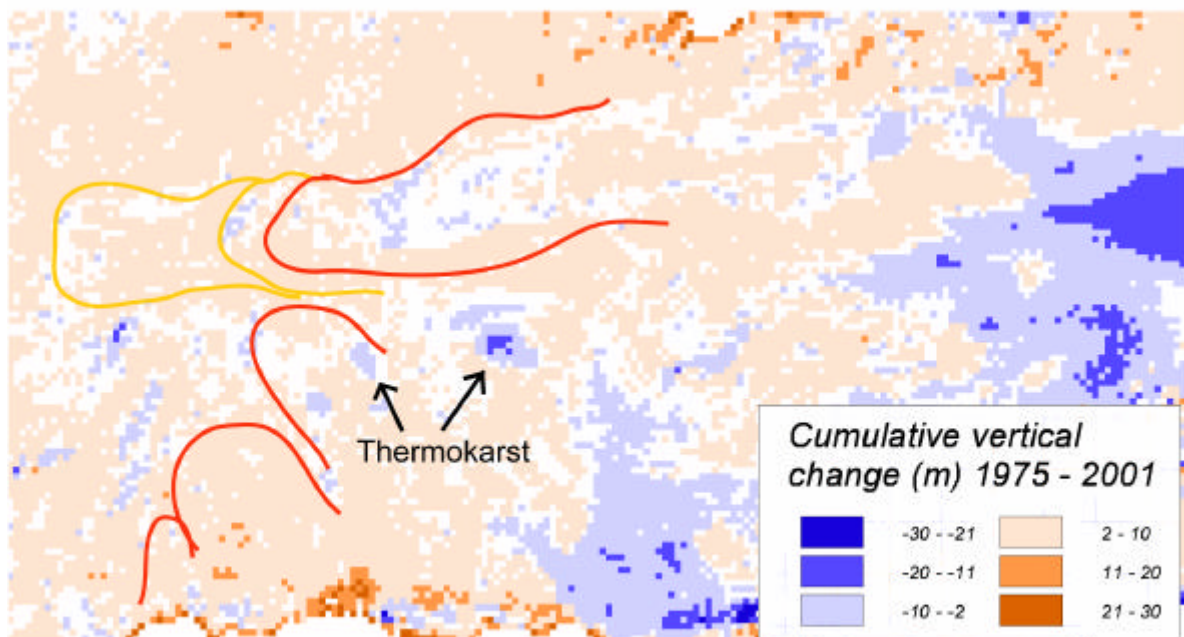 Thermokarst
Cumulative vertical
change (m) 1975 - 2001
-30 - -21 2 - 10
-20 - -11 11 - 20
-10 - -2 21 - 30